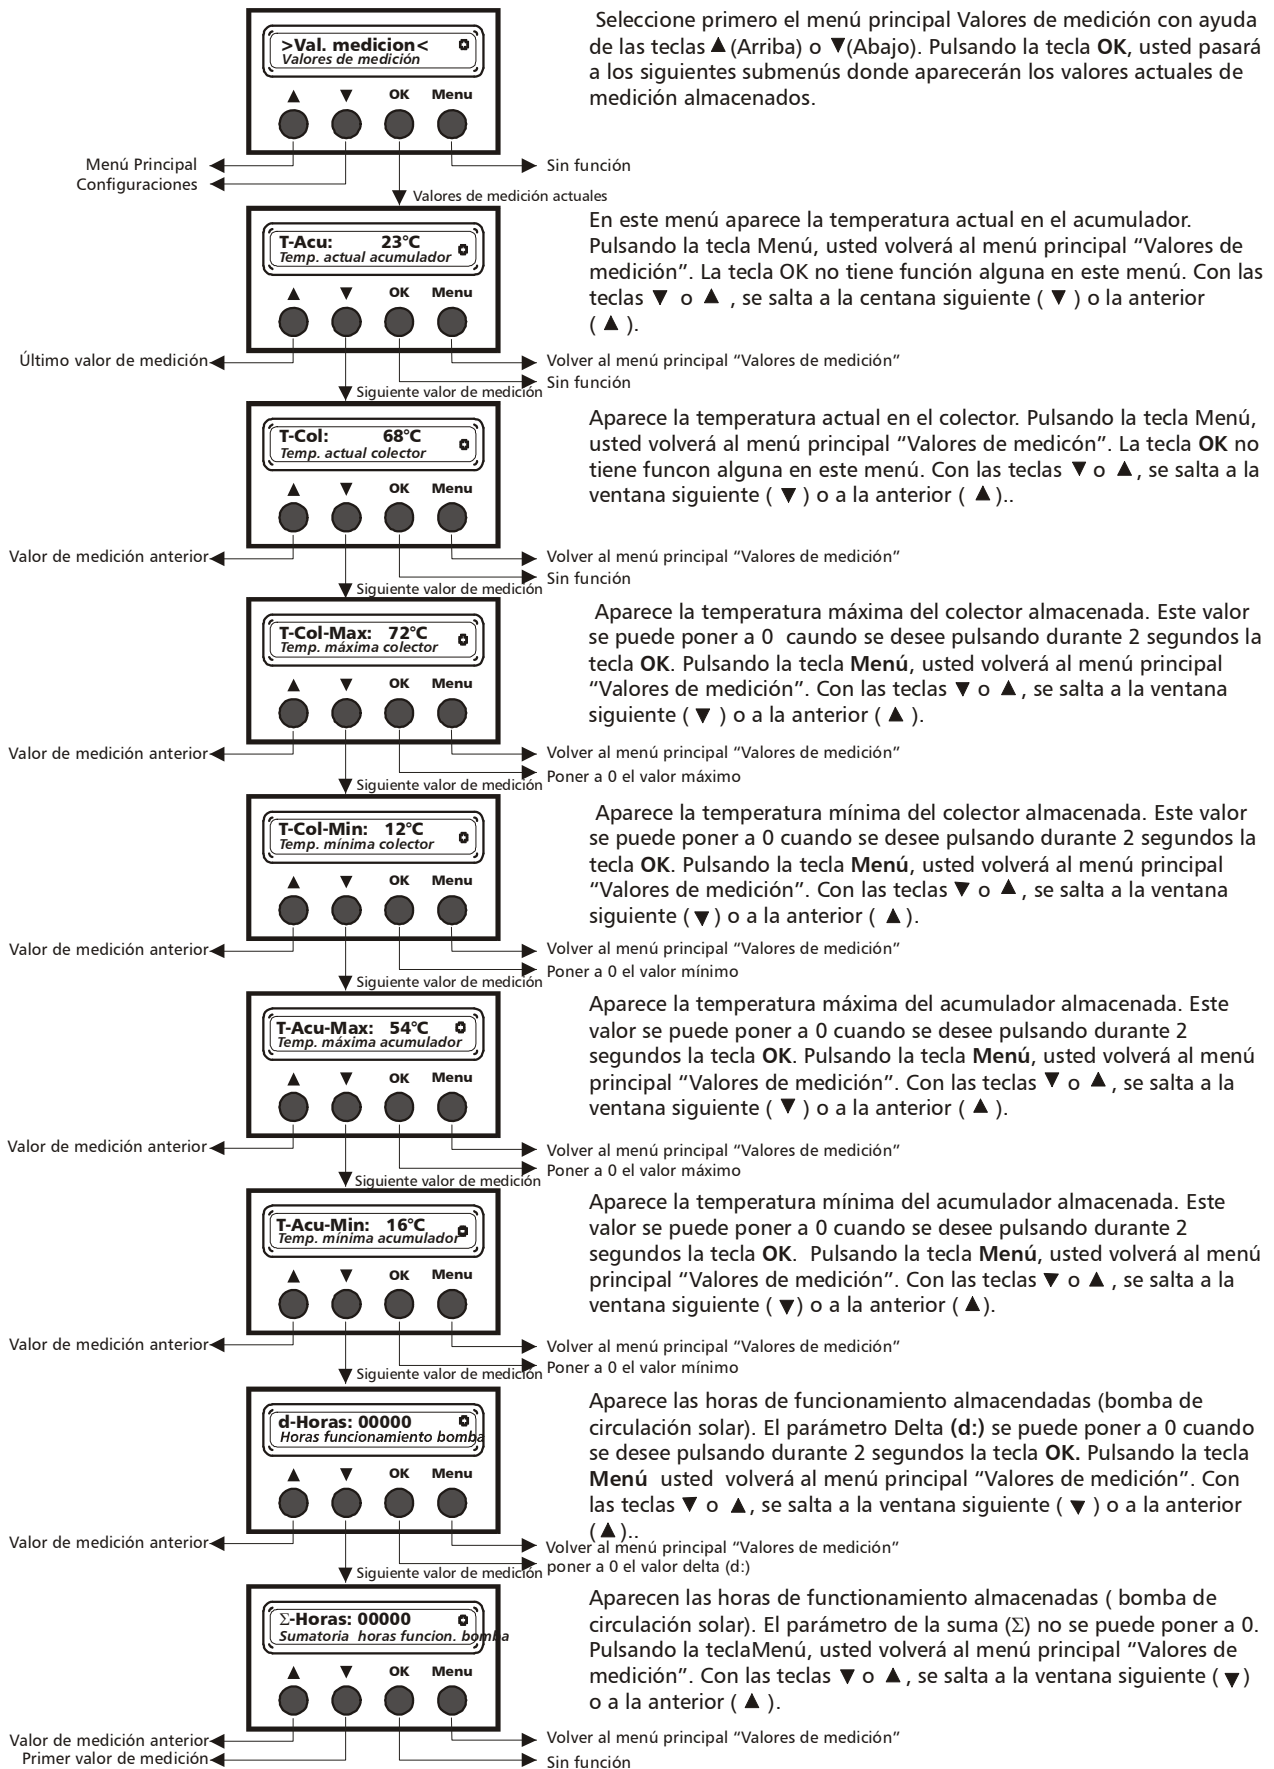 >Val. medicion<
Valores de medición
▲ ▼ OK Menu
Menú Principal
Configuraciones
Sin función
Valores de medición actuales
Seleccione primero el menú principal Valores de medición con ayuda
de las teclas ▲(Arriba) o ▼(Abajo). Pulsando la tecla OK, usted pasará
a los siguientes submenús donde aparecerán los valores actuales de
medición almacenados.
T-Acu: 23°C
Temp. actual acumulador
▲ ▼ OK Menu
Último valor de medición
Volver al menú principal “Valores de medición”
Sin función
Siguiente valor de medición
En este menú aparece la temperatura actual en el acumulador.
Pulsando la tecla Menú, usted volverá al menú principal “Valores de
medición”. La tecla OK no tiene función alguna en este menú. Con las
teclas ▼ o ▲ , se salta a la centana siguiente ( ▼ ) o la anterior
( ▲ ).
T-Col: 68°C
Temp. actual colector
▲ ▼ OK Menu
Valor de medición anterior
Volver al menú principal “Valores de medición”
Sin función
Siguiente valor de medición
Aparece la temperatura actual en el colector. Pulsando la tecla Menú,
usted volverá al menú principal “Valores de medicón”. La tecla OK no
tiene funcon alguna en este menú. Con las teclas ▼ o ▲, se salta a la
ventana siguiente ( ▼ ) o a la anterior ( ▲ )..
T-Col-Max: 72°C
Temp. máxima colector
▲ ▼ OK Menu
Valor de medición anterior
Volver al menú principal “Valores de medición”
Poner a 0 el valor máximo
Siguiente valor de medición
Aparece la temperatura máxima del colector almacenada. Este valor
se puede poner a 0 caundo se desee pulsando durante 2 segundos la
tecla OK. Pulsando la tecla Menú, usted volverá al menú principal
“Valores de medición”. Con las teclas ▼ o ▲ , se salta a la ventana
siguiente ( ▼ ) o a la anterior ( ▲ ).
T-Col-Min: 12°C
Temp. mínima colector
▲ ▼ OK Menu
Valor de medición anterior
Volver al menú principal “Valores de medición”
Poner a 0 el valor mínimo
Siguiente valor de medición
Aparece la temperatura mínima del colector almacenada. Este valor
se puede poner a 0 cuando se desee pulsando durante 2 segundos la
tecla OK. Pulsando la tecla Menú, usted volverá al menú principal
“Valores de medición”. Con las teclas ▼ o ▲ , se salta a la ventana
siguiente ( ▼ ) o a la anterior ( ▲ ).
T-Acu-Max: 54°C
Temp. máxima acumulador
▲ ▼ OK Menu
Valor de medición anterior
Volver al menú principal “Valores de medición”
Poner a 0 el valor máximo
Siguiente valor de medición
Aparece la temperatura máxima del acumulador almacenada. Este
valor se puede poner a 0 cuando se desee pulsando durante 2
segundos la tecla OK. Pulsando la tecla Menú, usted volverá al menú
principal “Valores de medición”. Con las teclas ▼ o ▲ , se salta a la
ventana siguiente ( ▼ ) o a la anterior ( ▲ ).
T-Acu-Min: 16°C
Temp. mínima acumulador
▲ ▼ OK Menu
Valor de medición anterior
Volver al menú principal “Valores de medición”
Poner a 0 el valor mínimo
Siguiente valor de medición
Aparece la temperatura mínima del acumulador almacenada. Este
valor se puede poner a 0 cuando se desee pulsando durante 2
segundos la tecla OK. Pulsando la tecla Menú, usted volverá al menú
principal “Valores de medición”. Con las teclas ▼ o ▲ , se salta a la
ventana siguiente ( ▼) o a la anterior ( ▲).
d-Horas: 00000
Horas funcionamiento bomba
▲ ▼ OK Menu
Valor de medición anterior
Volver al menú principal “Valores de medición”
poner a 0 el valor delta (d:)
Siguiente valor de medición
Aparece las horas de funcionamiento almacendadas (bomba de
circulación solar). El parámetro Delta (d:) se puede poner a 0 cuando
se desee pulsando durante 2 segundos la tecla OK. Pulsando la tecla
Menú usted volverá al menú principal “Valores de medición”. Con
las teclas ▼ o ▲, se salta a la ventana siguiente ( ▼ ) o a la anterior
( ▲ )..
Σ-Horas: 00000
Sumatoria horas funcion. bomba
▲ ▼ OK Menu
Valor de medición anterior
Primer valor de medición
Volver al menú principal “Valores de medición”
Sin función
Aparecen las horas de functionamiento almacenadas ( bomba de
circulación solar). El parámetro de la suma (Σ) no se puede poner a 0.
Pulsando la teclaMenú, usted volverá al menú principal “Valores de
medición”. Con las teclas ▼ o ▲ , se salta a la ventana siguiente ( ▼)
o a la anterior ( ▲ ).